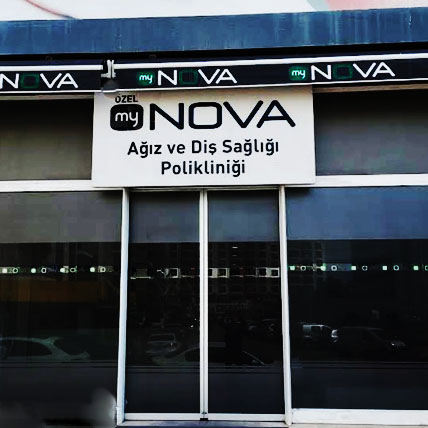 my NOVA my NOVA my NOVA
ÖZEL
my NOVA
Ağız ve Diş Sağlığı
Polikliniği